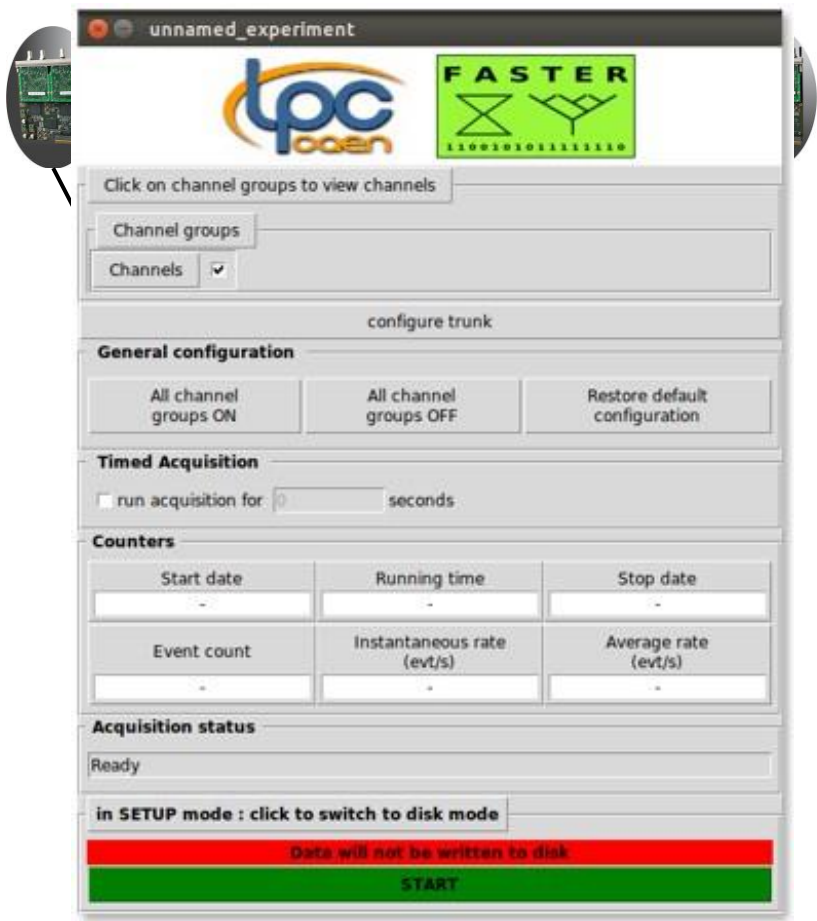 unnamed_experiment
lpc
caen
FASTER
1100101011111110
Click on channel groups to view channels
Channel groups
Channels
configure trunk
General configuration
All channel
groups ON
All channel
groups OFF
Restore default
configuration
Timed Acquisition
run acquisition for 0 seconds
Counters
Start date Running time Stop date
- - -
Event count
Instantaneous rate
(evt/s)
Average rate
(evt/s)
- - -
Acquisition status
Ready
in SETUP mode : click to switch to disk mode
Data will not be written to disk
START